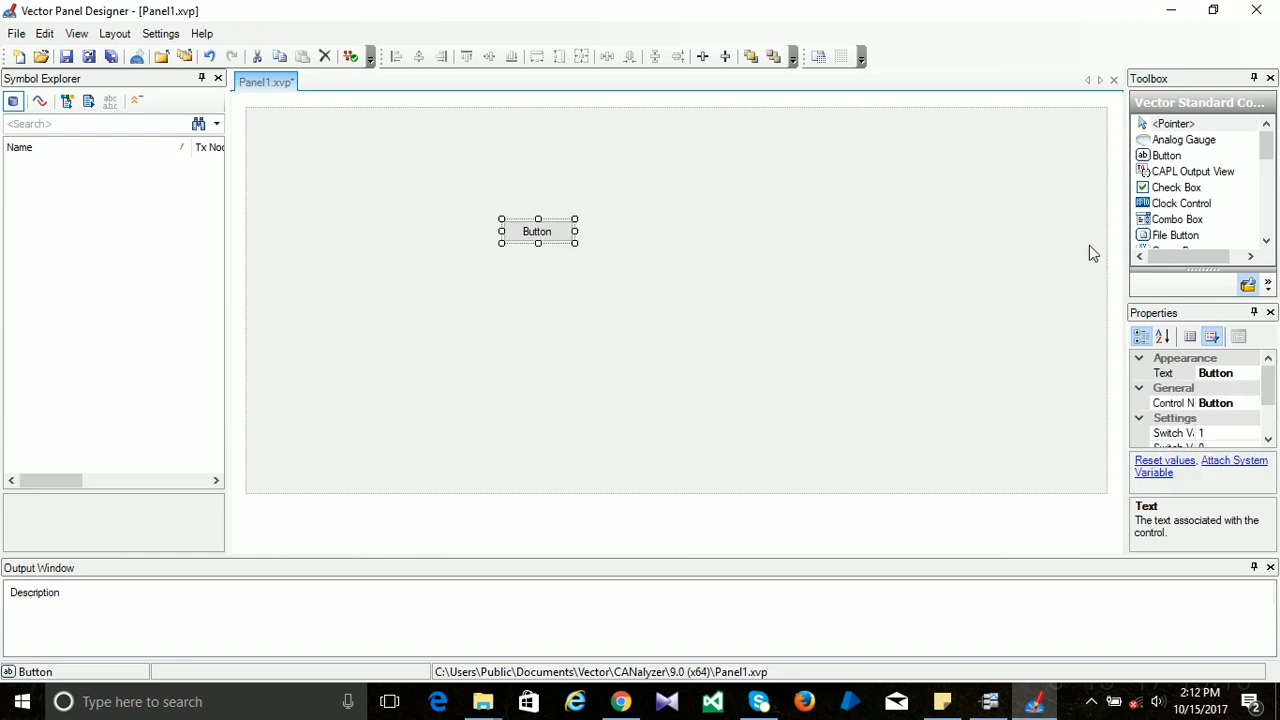 Vector Panel Designer - [Panel1.xvp]
File Edit View Layout Settings Help
Symbol Explorer
Panel1.xvp*
Toolbox
<Search>
Vector Standard Co...
<Pointer>
Analog Gauge
Name / Tx Noc
Button
CAPL Output View
Check Box
Clock Control
Combo Box
File Button
Button
Properties
Appearance
Text Button
General
Control N Button
Settings
Switch V 1
Reset values, Attach System
Variable
Text
The text associated with the
control.
Output Window
Description
Button
C:\Users\Public\Documents\Vector\CANalyzer\9.0 (x64)\Panel1.xvp
Type here to search
2:12 PM
10/15/2017